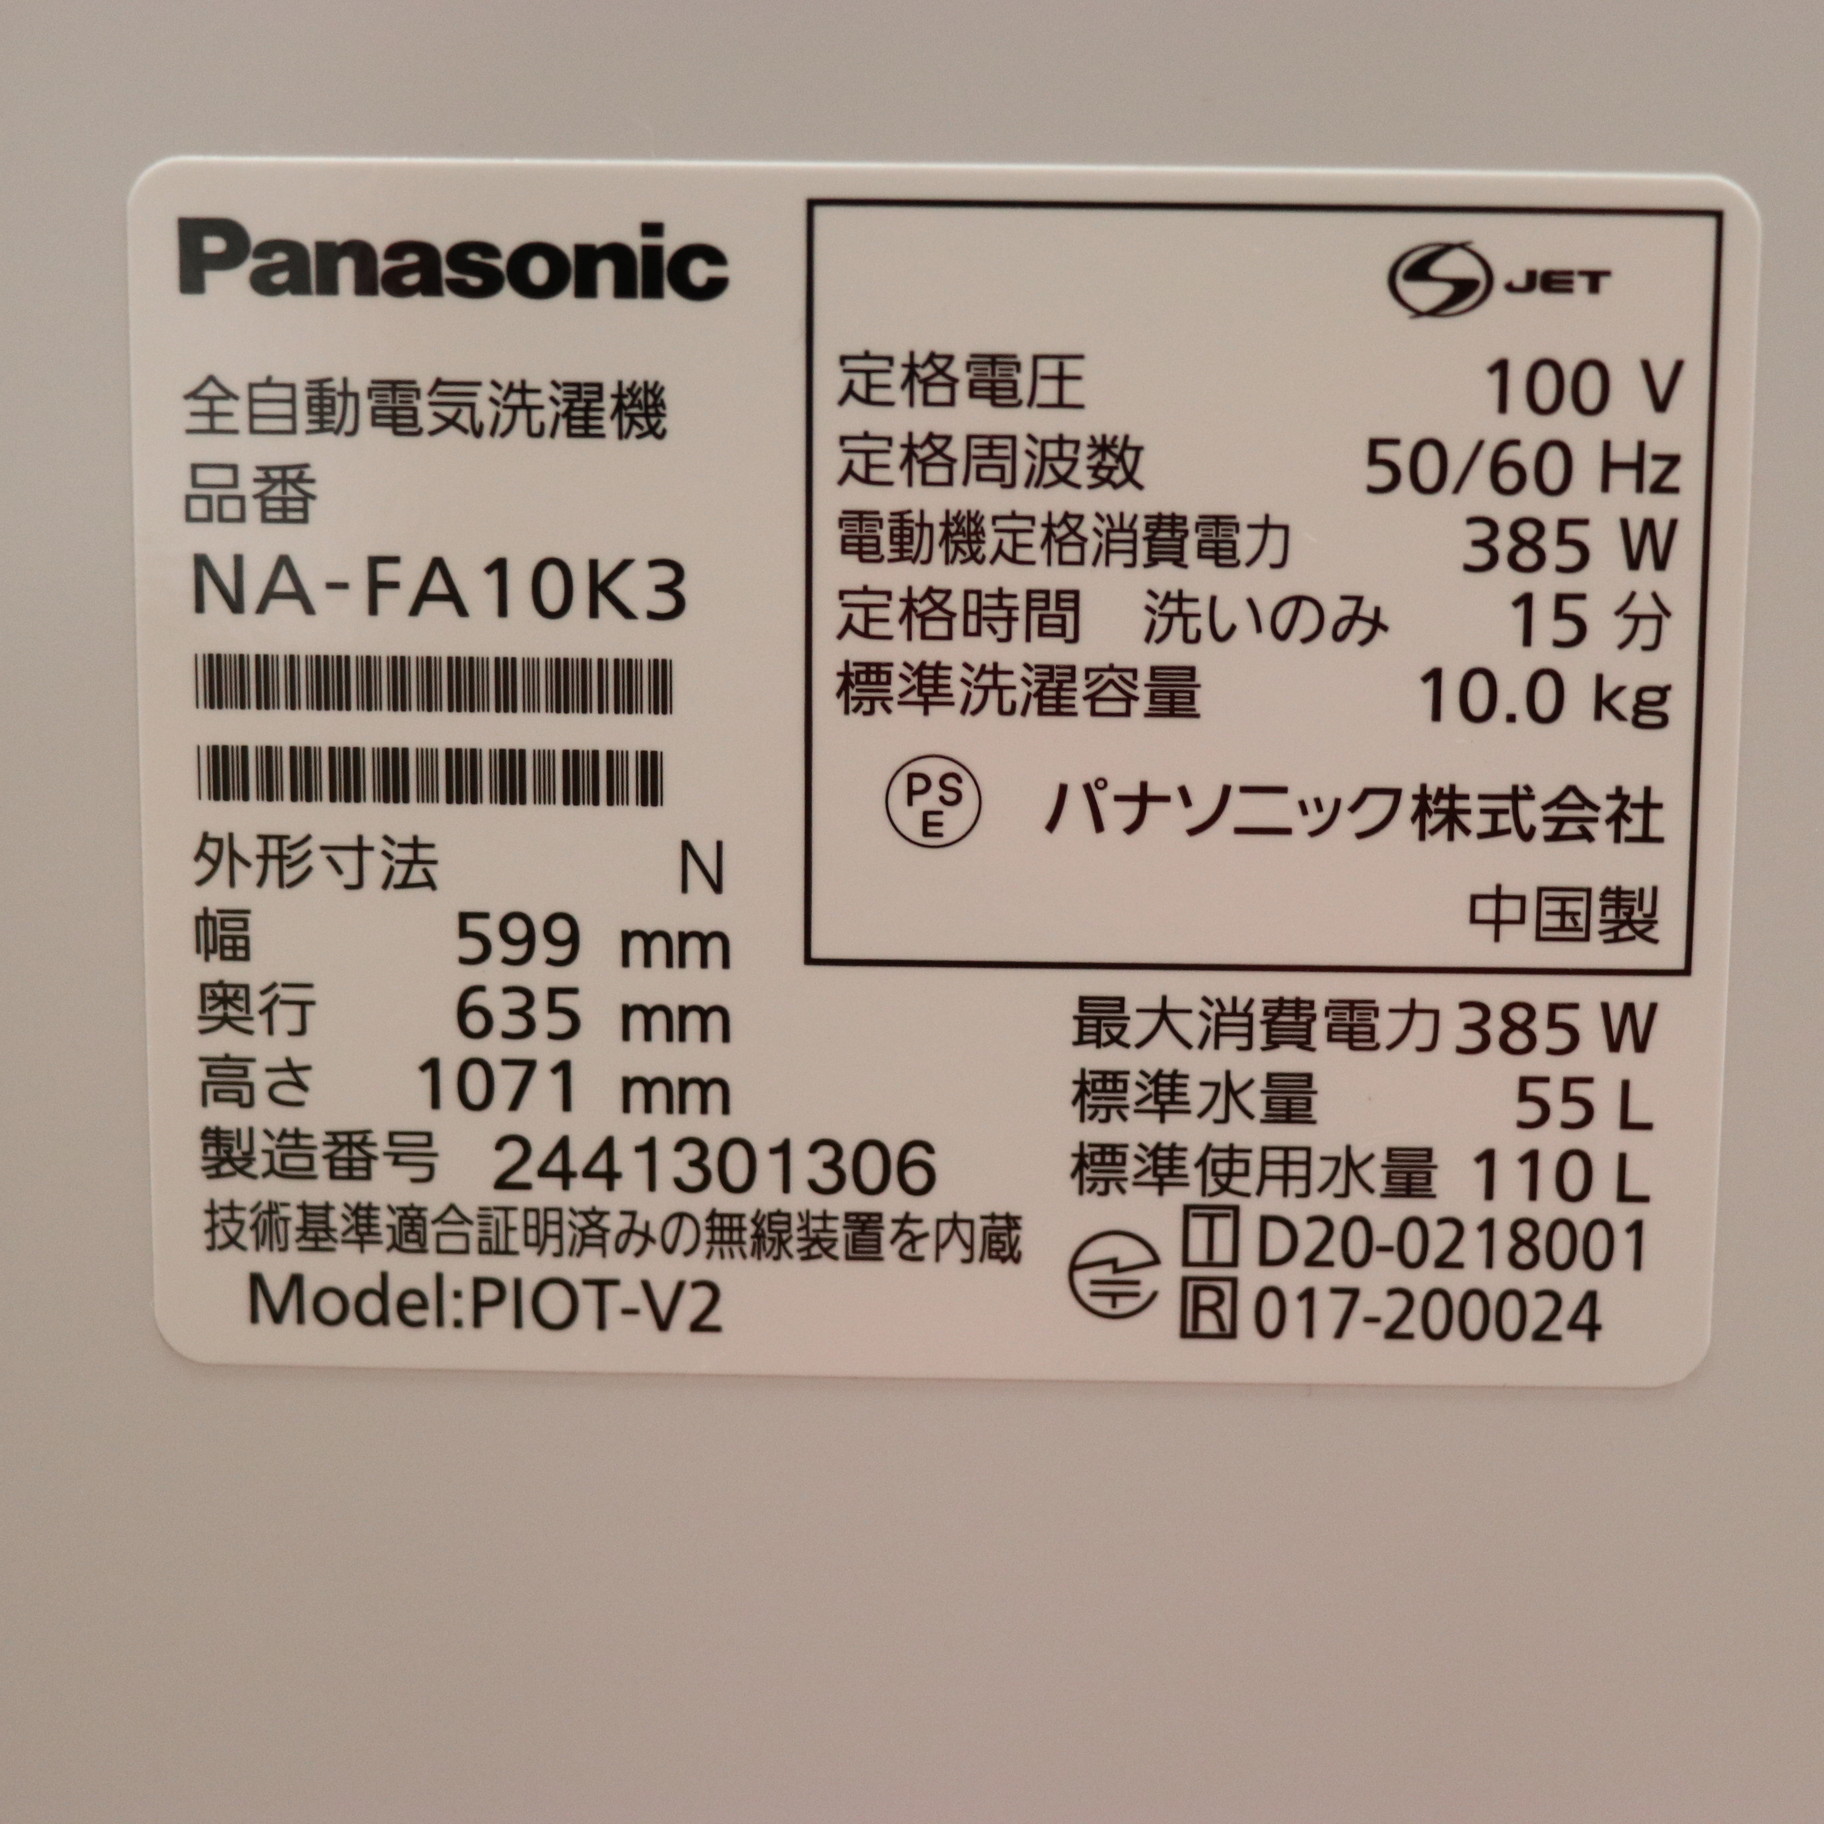 Panasonic
全自動電気洗濯機
品番
NA-FA10K3
外形寸法 N
幅 599 mm
奥行 635 mm
高さ 1071 mm
製造番号 2441301306
技術基準適合証明済みの無線装置を内蔵
Model:PIOT-V2
S JET
定格電圧 100 V
定格周波数 50/60 Hz
電動機定格消費電力 385 W
定格時間 洗いのみ 15 分
標準洗濯容量 10.0 kg
PS
E
パナソニック株式会社
中国製
最大消費電力 385 W
標準水量 55 L
標準使用水量 110 L
T D20-0218001
R 017-200024